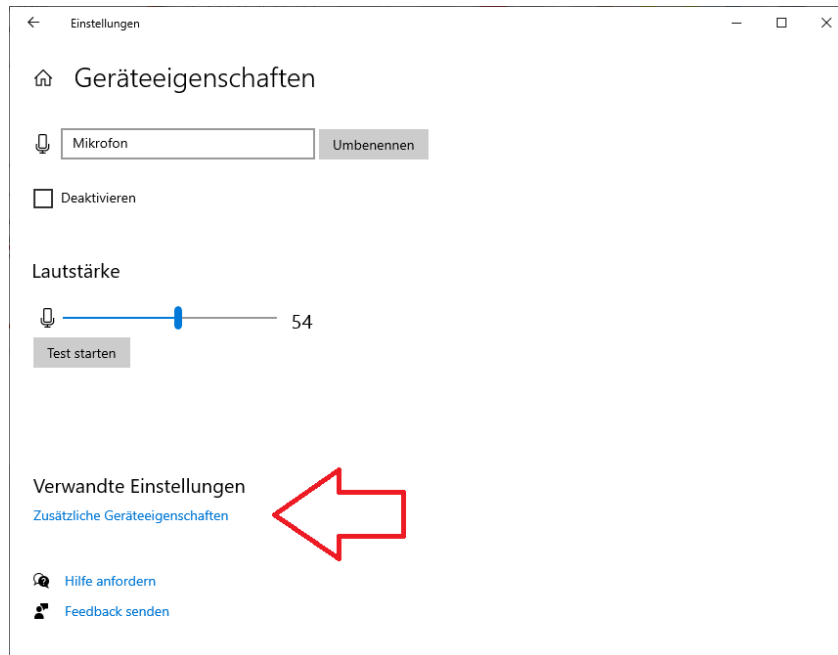 Einstellungen
Geräteeigenschaften
Mikrofon
Umbenennen
Deaktivieren
Lautstärke
54
Test starten
Verwandte Einstellungen
Zusätzliche Geräteeigenschaften
Hilfe anfordern
Feedback senden